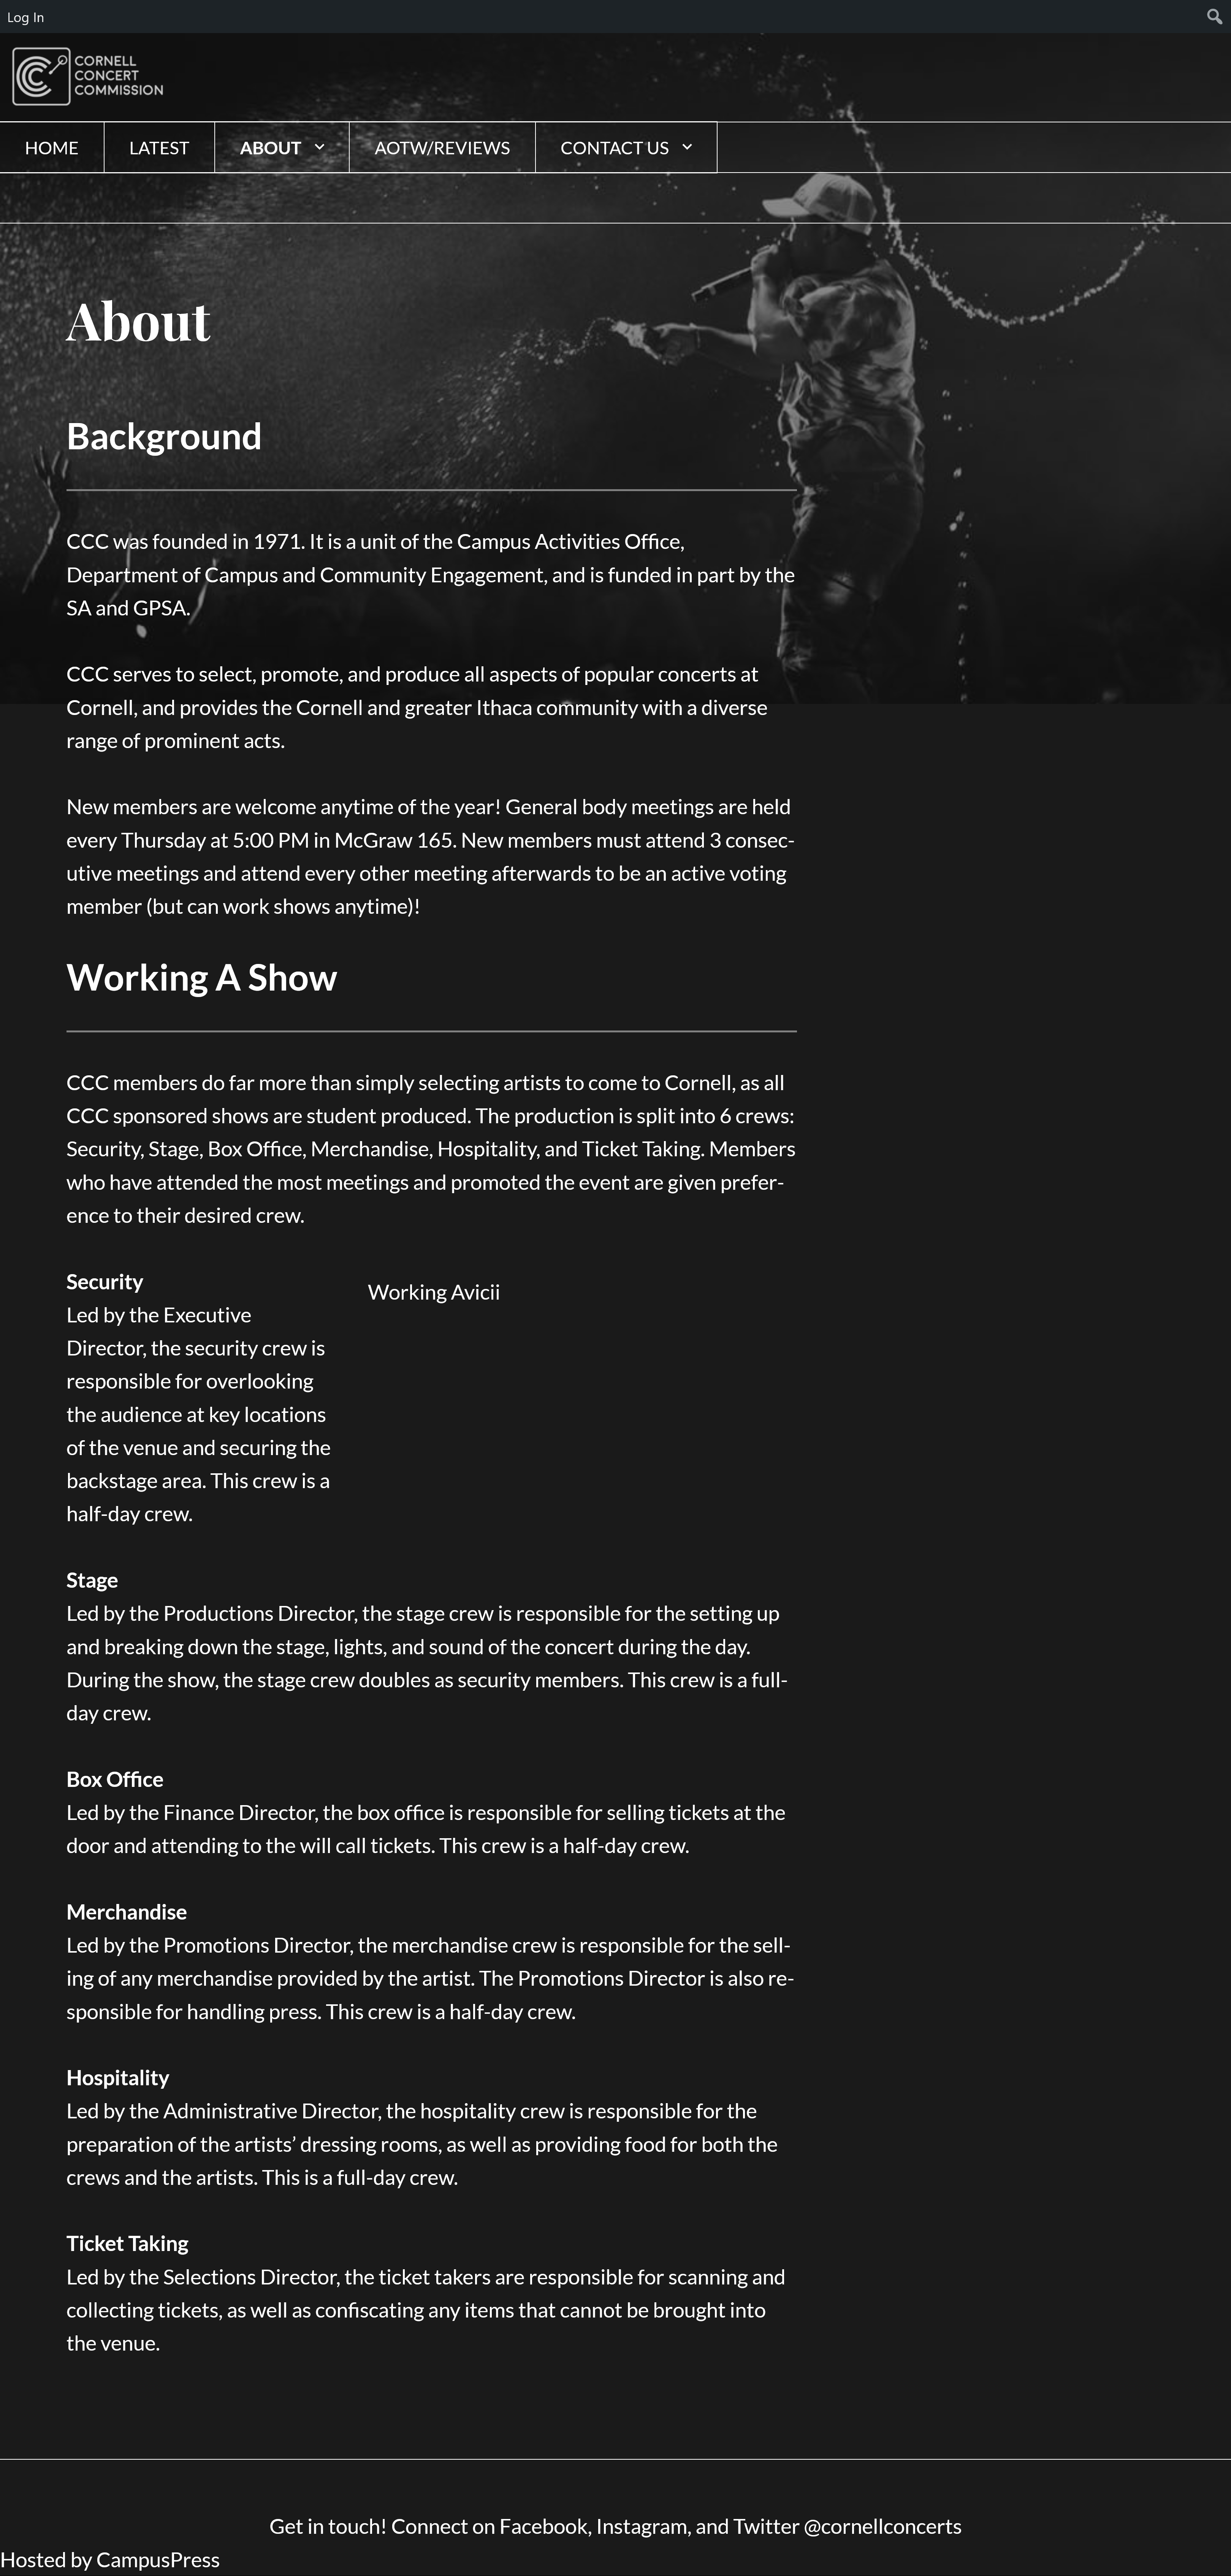 Log In
CORNELL
CONCERT
COMMISSION
HOME
LATEST
ABOUT
AOTW/REVIEWS
CONTACT US
About
Background
CCC was founded in 1971. It is a unit of the Campus Activities Office,
Department of Campus and Community Engagement, and is funded in part by the
SA and GPSA.
CCC serves to select, promote, and produce all aspects of popular concerts at
Cornell, and provides the Cornell and greater Ithaca community with a diverse
range of prominent acts.
New members are welcome anytime of the year! General body meetings are held
every Thursday at 5:00 PM in McGraw 165. New members must attend 3 consec-
utive meetings and attend every other meeting afterwards to be an active voting
member (but can work shows anytime)!
Working A Show
CCC members do far more than simply selecting artists to come to Cornell, as all
CCC sponsored shows are student produced. The production is split into 6 crews:
Security, Stage, Box Office, Merchandise, Hospitality, and Ticket Taking. Members
who have attended the most meetings and promoted the event are given prefer-
ence to their desired crew.
Security
Led by the Executive
Director, the security crew is
responsible for overlooking
the audience at key locations
of the venue and securing the
backstage area. This crew is a
half-day crew.
Working Avicii
Stage
Led by the Productions Director, the stage crew is responsible for the setting up
and breaking down the stage, lights, and sound of the concert during the day.
During the show, the stage crew doubles as security members. This crew is a full-
day crew.
Box Office
Led by the Finance Director, the box office is responsible for selling tickets at the
door and attending to the will call tickets. This crew is a half-day crew.
Merchandise
Led by the Promotions Director, the merchandise crew is responsible for the sell-
ing of any merchandise provided by the artist. The Promotions Director is also re-
sponsible for handling press. This crew is a half-day crew.
Hospitality
Led by the Administrative Director, the hospitality crew is responsible for the
preparation of the artists’ dressing rooms, as well as providing food for both the
crews and the artists. This is a full-day crew.
Ticket Taking
Led by the Selections Director, the ticket takers are responsible for scanning and
collecting tickets, as well as confiscating any items that cannot be brought into
the venue.
Get in touch! Connect on Facebook, Instagram, and Twitter @cornellconcerts
Hosted by CampusPress